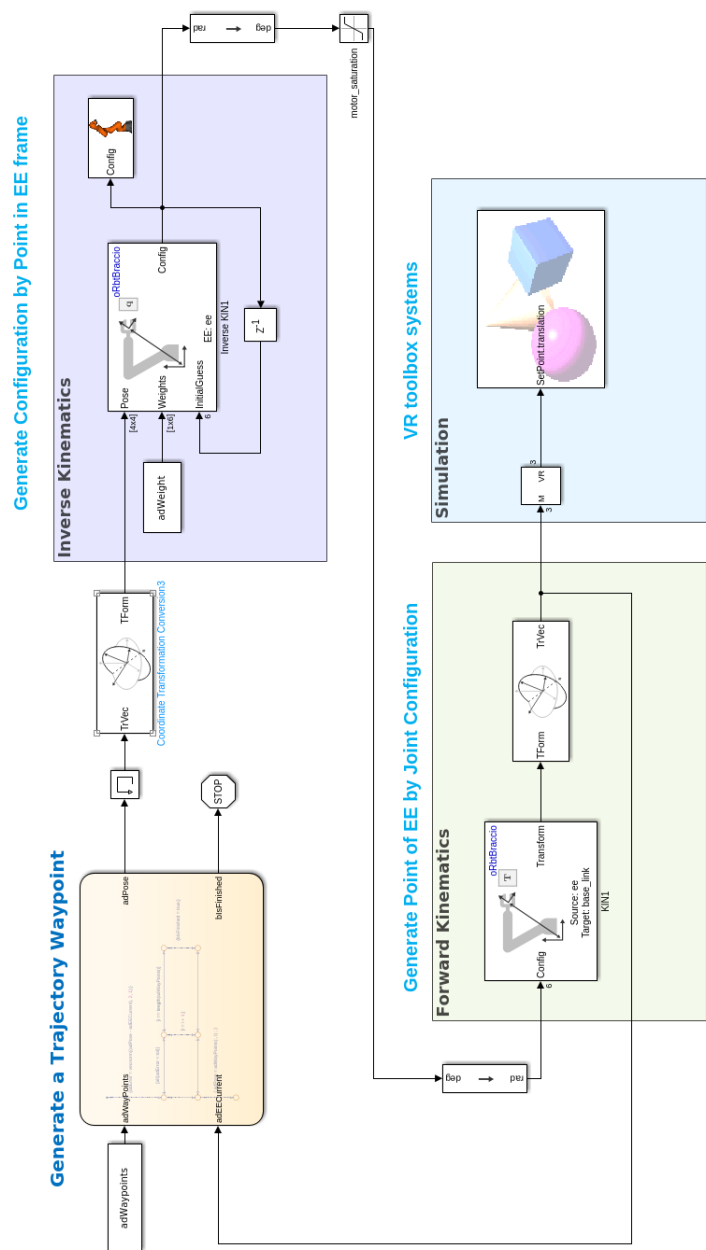 Generate a Trajectory Waypoint
adWaypoints
adWayPoints
adEECurrent
adPose
bIsFinished
STOP
TrVec
TForm
Coordinate Transformation Conversion3
Generate Configuration by Point in EE frame
Inverse Kinematics
adWeight
[4x4]
[1x6]
6
Pose
Weights
InitialGuess
oRbtBraccio
q
EE: ee
Config
Inverse KIN1
Z-1
Config
rad
deg
motor_saturation
deg
rad
Generate Point of EE by Joint Configuration
Forward Kinematics
6
Config
oRbtBraccio
T
Source: ee
Target: base_link
Transform
KIN1
TForm
TrVec
VR toolbox systems
Simulation
3
M
VR
3
SetPoint.translation